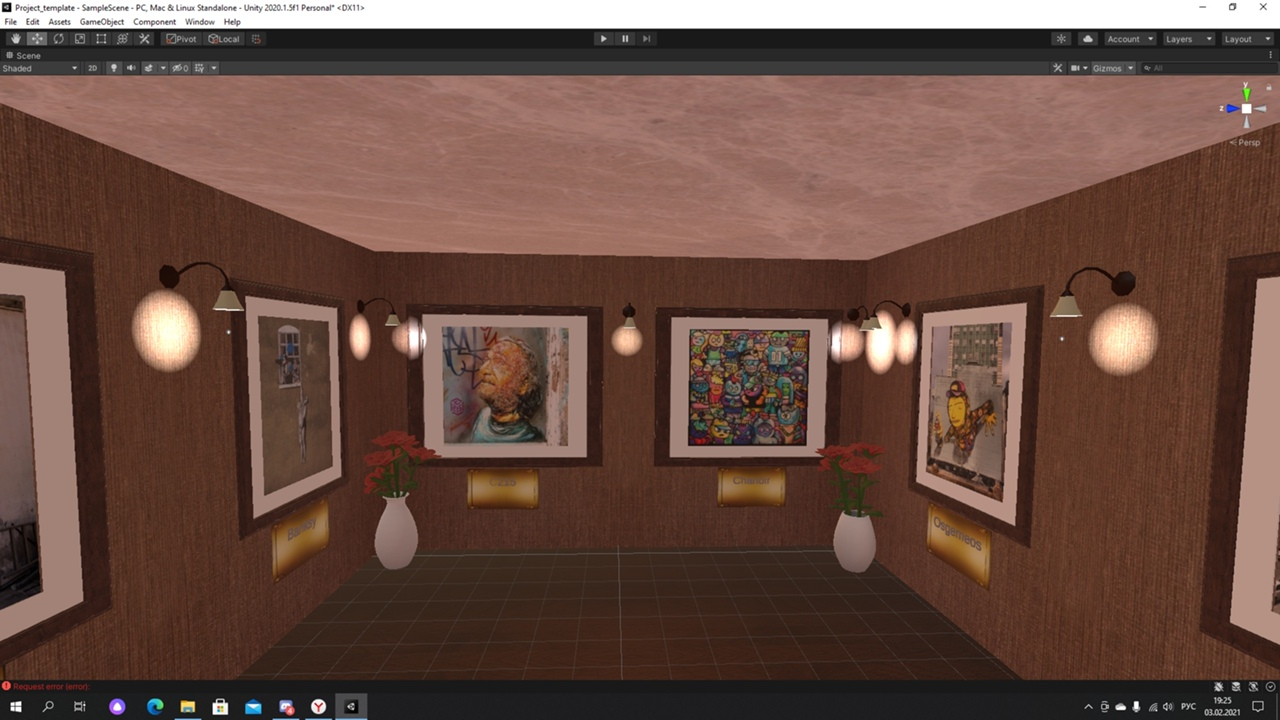 Project_template - SampleScene - PC, Mac & Linux Standalone - Unity 2020.1.5f1 Personal* <DX11>
File Edit Assets GameObject Component Window Help
Pivot Local Account Layers Layout
Scene
Shaded 2D 0 Gizmos All
y
z
< Persp
Banksy
Chanoir
Osgemeos
Request error (error):
РУС
19:25
03.02.2021